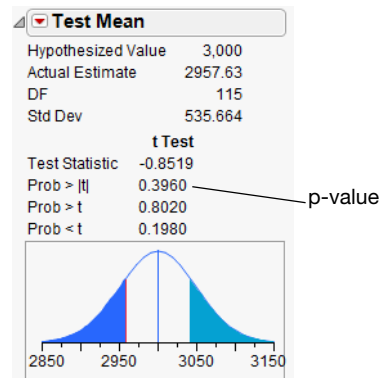 Test Mean
Hypothesized Value 3,000
Actual Estimate 2957.63
DF 115
Std Dev 535.664
t Test
Test Statistic -0.8519
Prob > |t| 0.3960
p-value
Prob > t 0.8020
Prob < t 0.1980
2850 2950 3050 3150